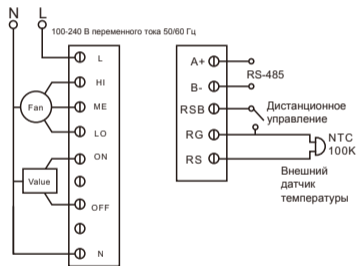 N L
100-240 В переменного тока 50/60 Гц
L
HI
Fan
ME
LO
ON
Value
OFF
N
A+
RS-485
B-
RSB
Дистанционное
управление
RG
NTC
100K
RS
Внешний
датчик
температуры